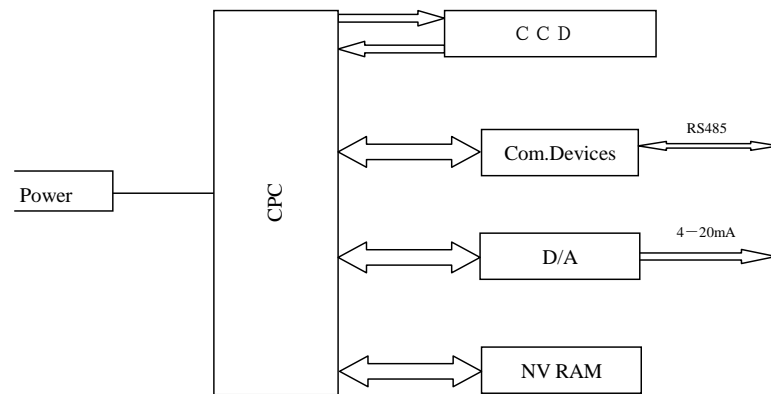 ＣＣＤ
RS485
Com.Devices
Power
CPC
4－20mA
D/A
NV RAM